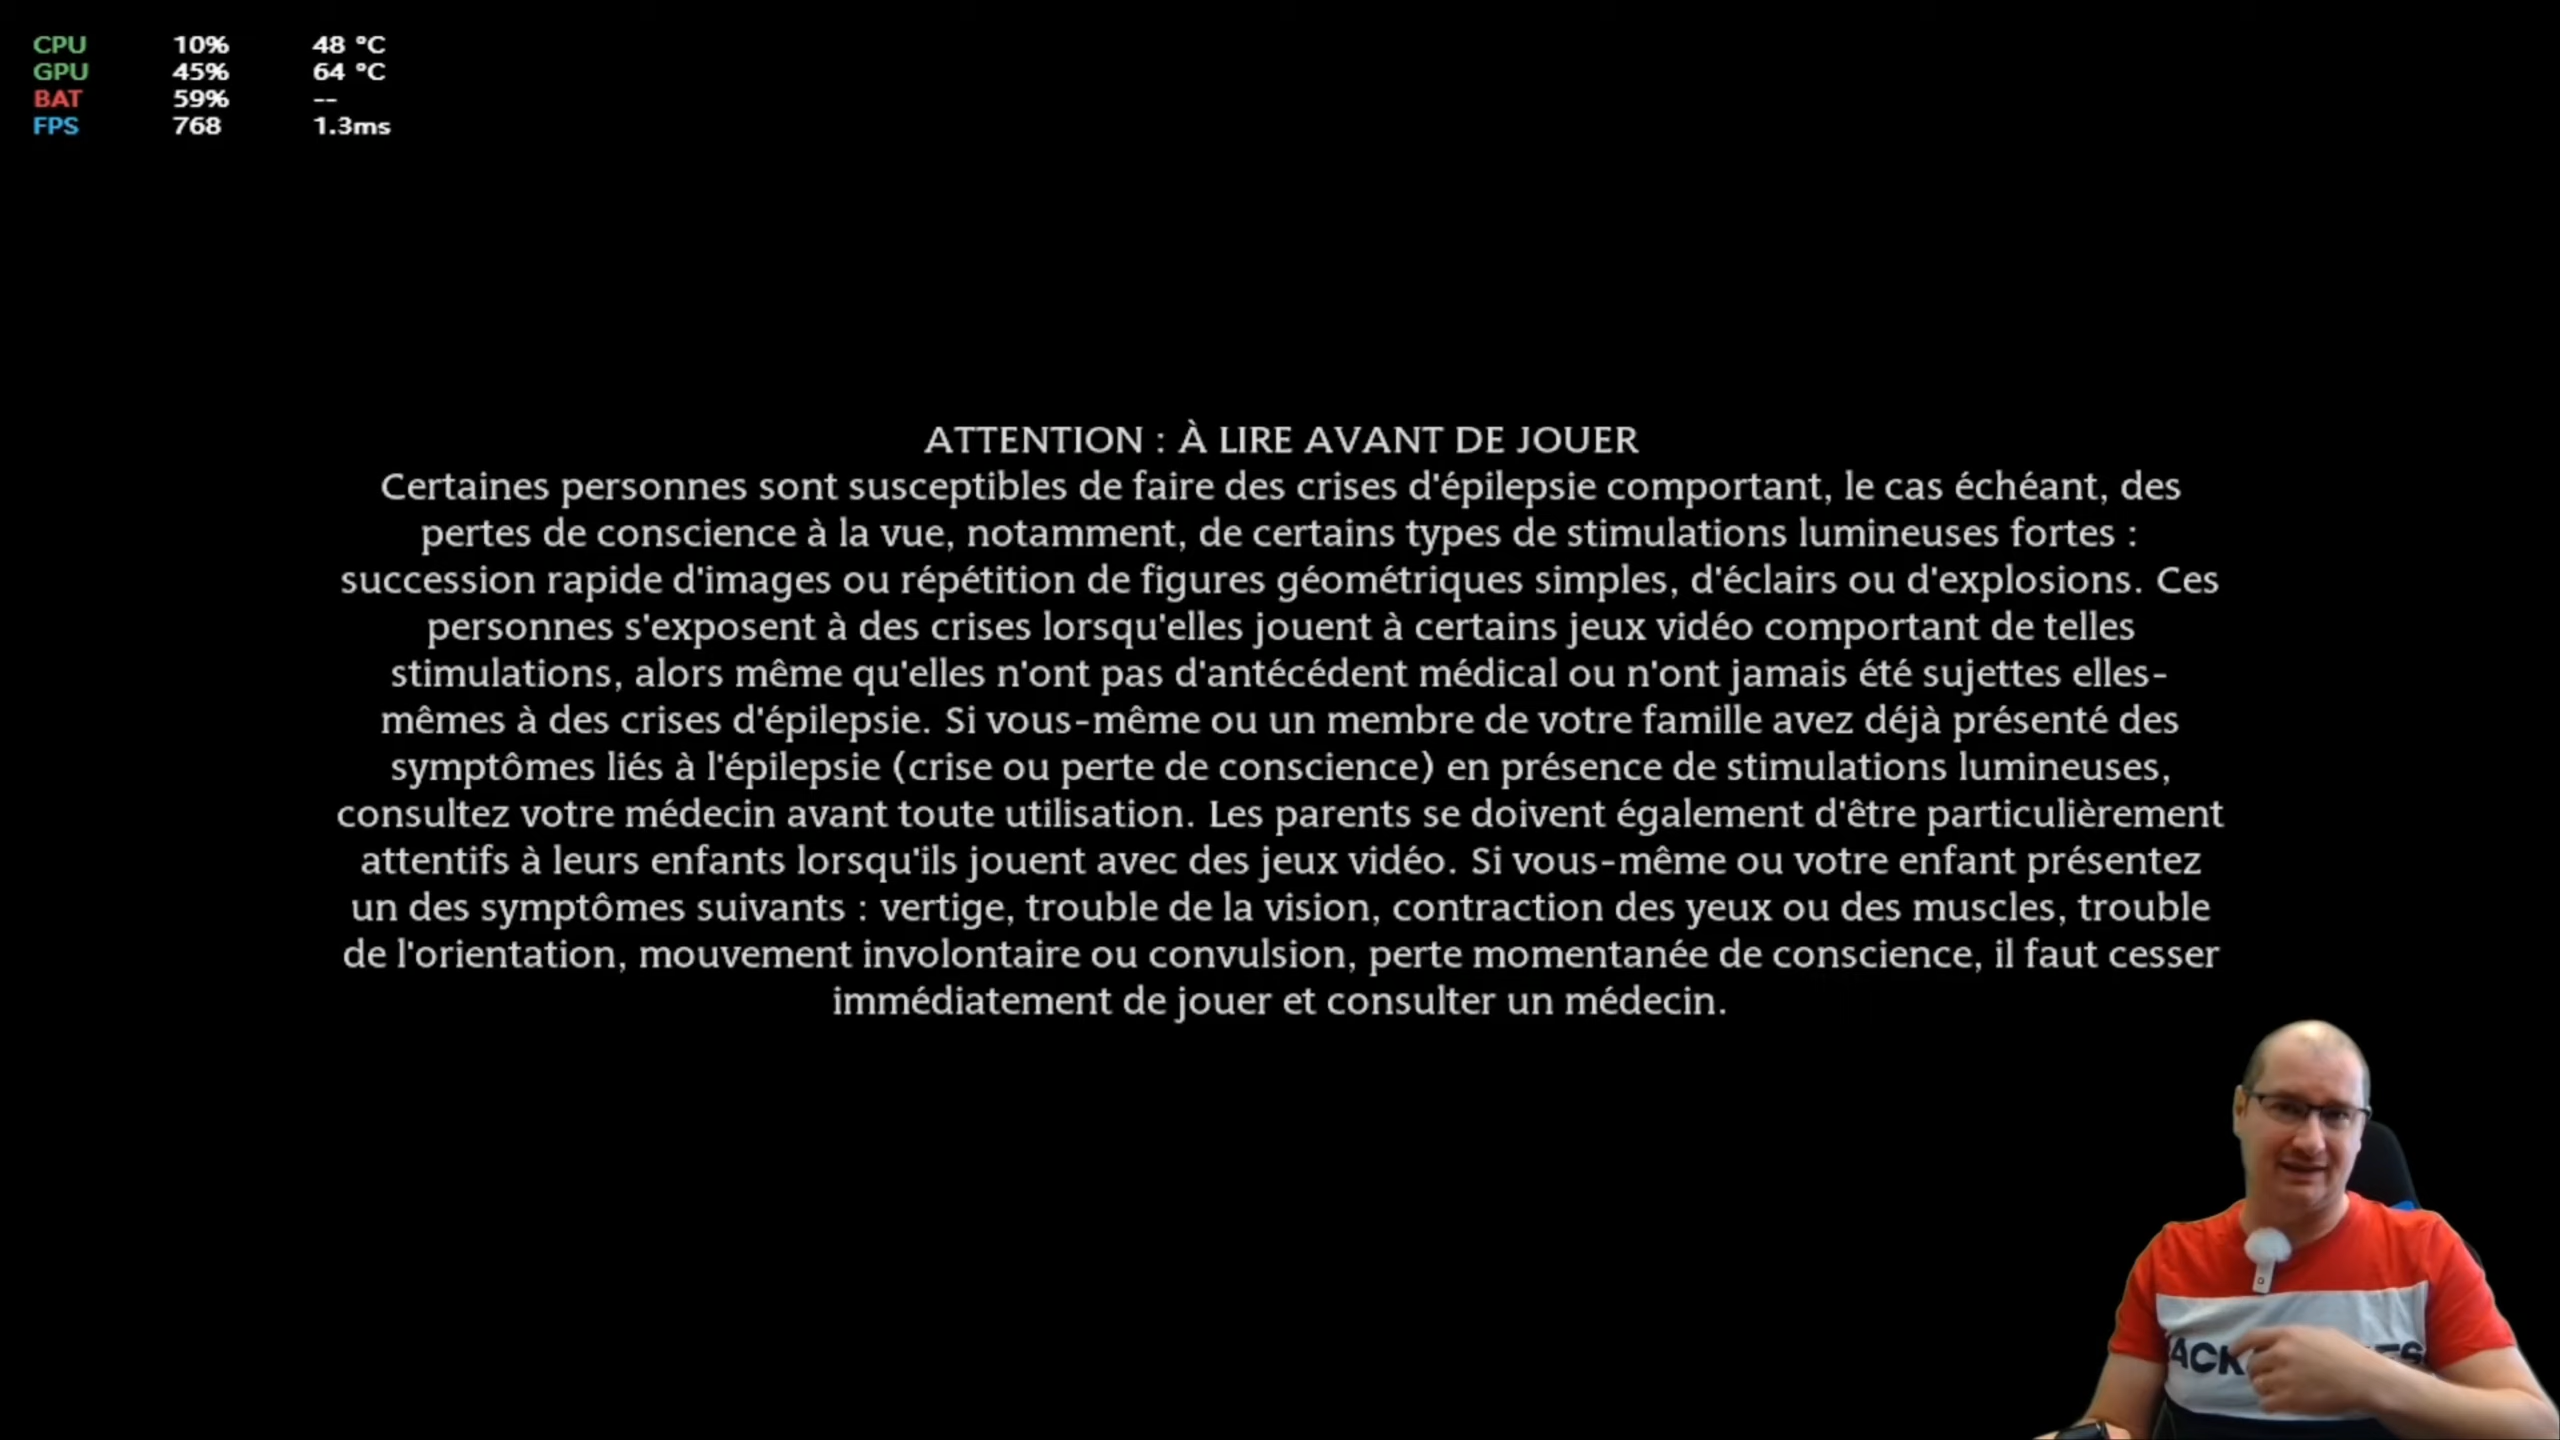 CPU 10% 48 °C
GPU 45% 64 °C
BAT 59% --
FPS 768 1.3ms
ATTENTION : À LIRE AVANT DE JOUER
Certaines personnes sont susceptibles de faire des crises d'épilepsie comportant, le cas échéant, des
pertes de conscience à la vue, notamment, de certains types de stimulations lumineuses fortes :
succession rapide d'images ou répétition de figures géométriques simples, d'éclairs ou d'explosions. Ces
personnes s'exposent à des crises lorsqu'elles jouent à certains jeux vidéo comportant de telles
stimulations, alors même qu'elles n'ont pas d'antécédent médical ou n'ont jamais été sujettes elles-
mêmes à des crises d'épilepsie. Si vous-même ou un membre de votre famille avez déjà présenté des
symptômes liés à l'épilepsie (crise ou perte de conscience) en présence de stimulations lumineuses,
consultez votre médecin avant toute utilisation. Les parents se doivent également d'être particulièrement
attentifs à leurs enfants lorsqu'ils jouent avec des jeux vidéo. Si vous-même ou votre enfant présentez
un des symptômes suivants : vertige, trouble de la vision, contraction des yeux ou des muscles, trouble
de l'orientation, mouvement involontaire ou convulsion, perte momentanée de conscience, il faut cesser
immédiatement de jouer et consulter un médecin.